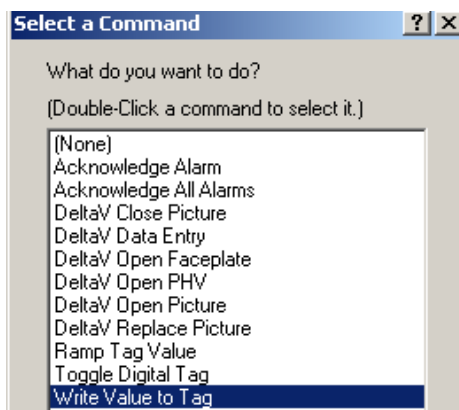 Select a Command
What do you want to do?
(Double-Click a command to select it.)
(None)
Acknowledge Alarm
Acknowledge All Alarms
DeltaV Close Picture
DeltaV Data Entry
DeltaV Open Faceplate
DeltaV Open PHV
DeltaV Open Picture
DeltaV Replace Picture
Ramp Tag Value
Toggle Digital Tag
Write Value to Tag